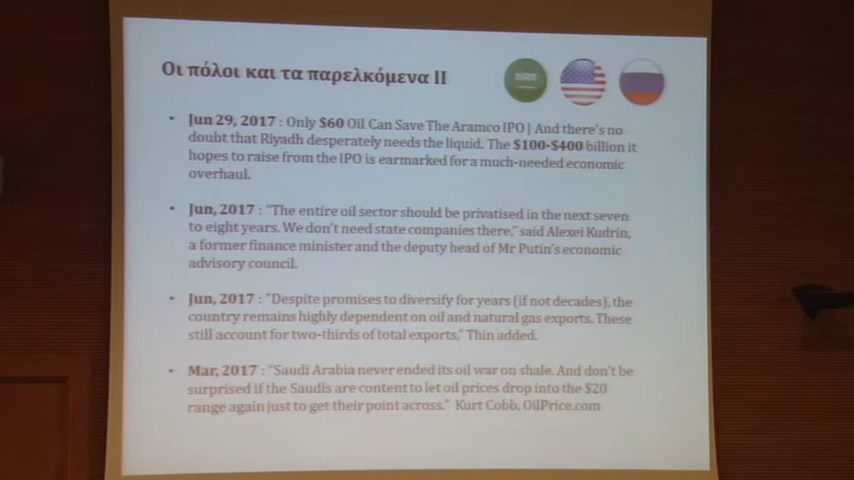 Οι πόλοι και τα παρελκόμενα II
• Jun 29, 2017 : Only $60 Oil Can Save The Aramco IPO | And there's no
doubt that Riyadh desperately needs the liquid. The $100-$400 billion it
hopes to raise from the IPO is earmarked for a much-needed economic
overhaul.
• Jun, 2017 : "The entire oil sector should be privatised in the next seven
to eight years. We don't need state companies there," said Alexei Kudrin,
a former finance minister and the deputy head of Mr Putin's economic
advisory council.
• Jun, 2017 : "Despite promises to diversify for years (if not decades), the
country remains highly dependent on oil and natural gas exports. These
still account for two-thirds of total exports," Thin added.
• Mar, 2017 : "Saudi Arabia never ended its oil war on shale. And don't be
surprised if the Saudis are content to let oil prices drop into the $20
range again just to get their point across." Kurt Cobb, OilPrice.com